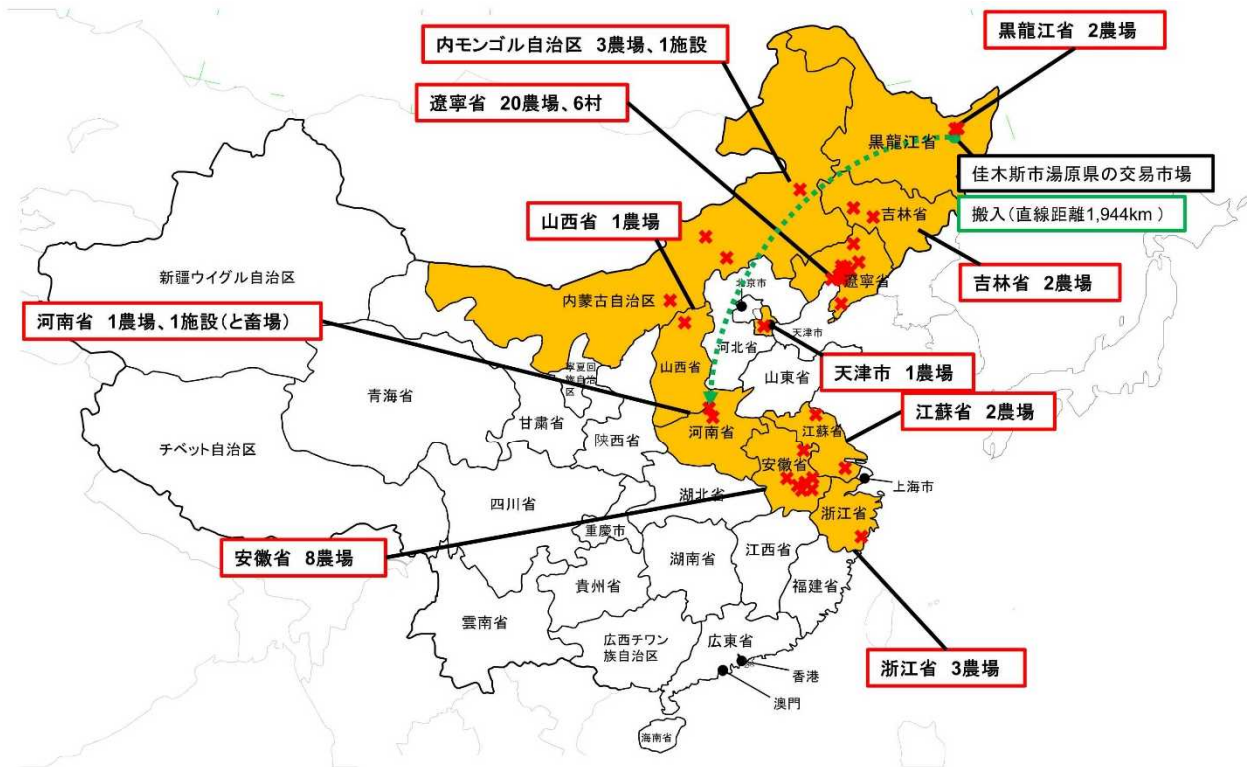 内モンゴル自治区 3農場、1施設
黒龍江省 2農場
遼寧省 20農場、6村
黒龍江省
佳木斯市湯原県の交易市場
搬入(直線距離1,944km)
山西省 1農場
吉林省
吉林省 2農場
新疆ウイグル自治区
内蒙古自治区
北京市
遼寧省
河南省 1農場、1施設(と畜場)
天津市
河北省
天津市 1農場
山西省
山東省
寧夏回
族自治
区
青海省
甘粛省
陝西省
河南省
江蘇省
江蘇省 2農場
チベット自治区
安徽省
上海市
四川省
湖北省
浙江省
重慶市
安徽省 8農場
湖南省
江西省
貴州省
福建省
雲南省
広西チワン
族自治区
広東省
浙江省 3農場
香港
澳門
海南省